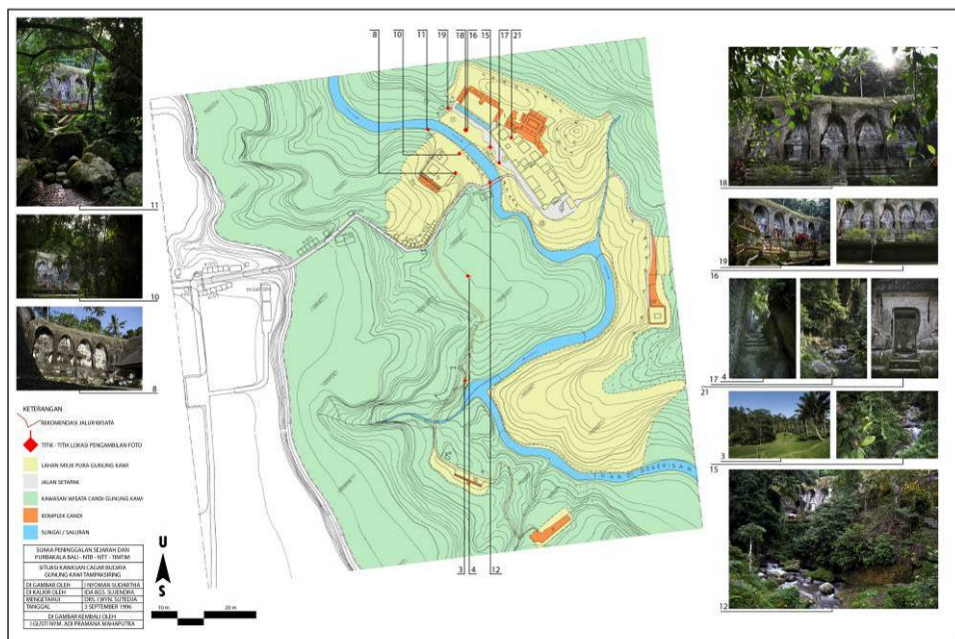 8
10
11
19
18
16
15
17
21
11
10
8
18
19
16
17
4
21
3
15
12
3
4
12
KETERANGAN
REKOMENDASI JALUR WISATA
TITIK - TITIK LOKASI PENGAMBILAN FOTO
LAHAN MILIK PURA GUNUNG KAWI
JALAN SETAPAK
KAWASAN WISATA CANDI GUNUNG KAWI
KOMPLEK CANDI
SUNGAI / SALURAN
SUAKA PENINGGALAN SEJARAH DAN
PURBAKALA BALI - NTB - NTT - TIMTIM
SITUASI KAWASAN CAGAR BUDAYA
GUNUNG KAWI TAMPAKSIRING
DI GAMBAR OLEH I NYOMAN SUDARTHA
DI KALKIR OLEH IDA BGS. SUJENDRA
MENGETAHUI DRS. I WYN. SUTEDJA
TANGGAL 3 SEPTEMBER 1996
DI GAMBAR KEMBALI OLEH
I GUSTI NYM. ADI PRAMANA MAHAPUTRA
U
S
10 m
20 m